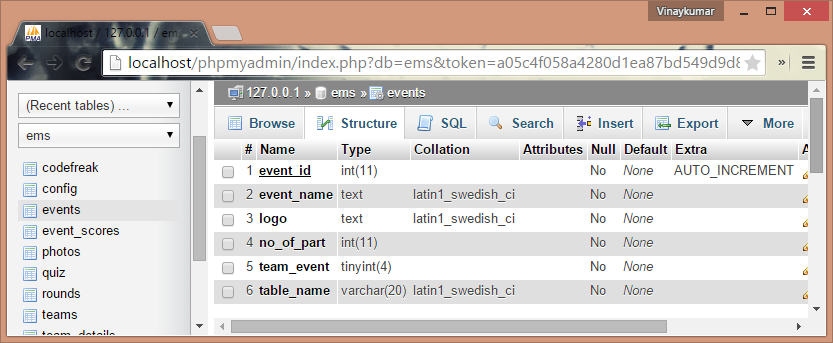 Vinaykumar
localhost / 127.0.0.1 / em
localhost/phpmyadmin/index.php?db=ems&token=a05c4f058a4280d1ea87bd549d9d8
(Recent tables) ...
ems
codefreak
config
events
event_scores
photos
quiz
rounds
teams
team_details
127.0.0.1 » ems » events
Browse Structure SQL Search Insert Export More
# Name Type Collation Attributes Null Default Extra A
1 event_id int(11) No None AUTO_INCREMENT
2 event_name text latin1_swedish_ci No None
3 logo text latin1_swedish_ci No None
4 no_of_part int(11) No None
5 team_event tinyint(4) No None
6 table_name varchar(20) latin1_swedish_ci No None